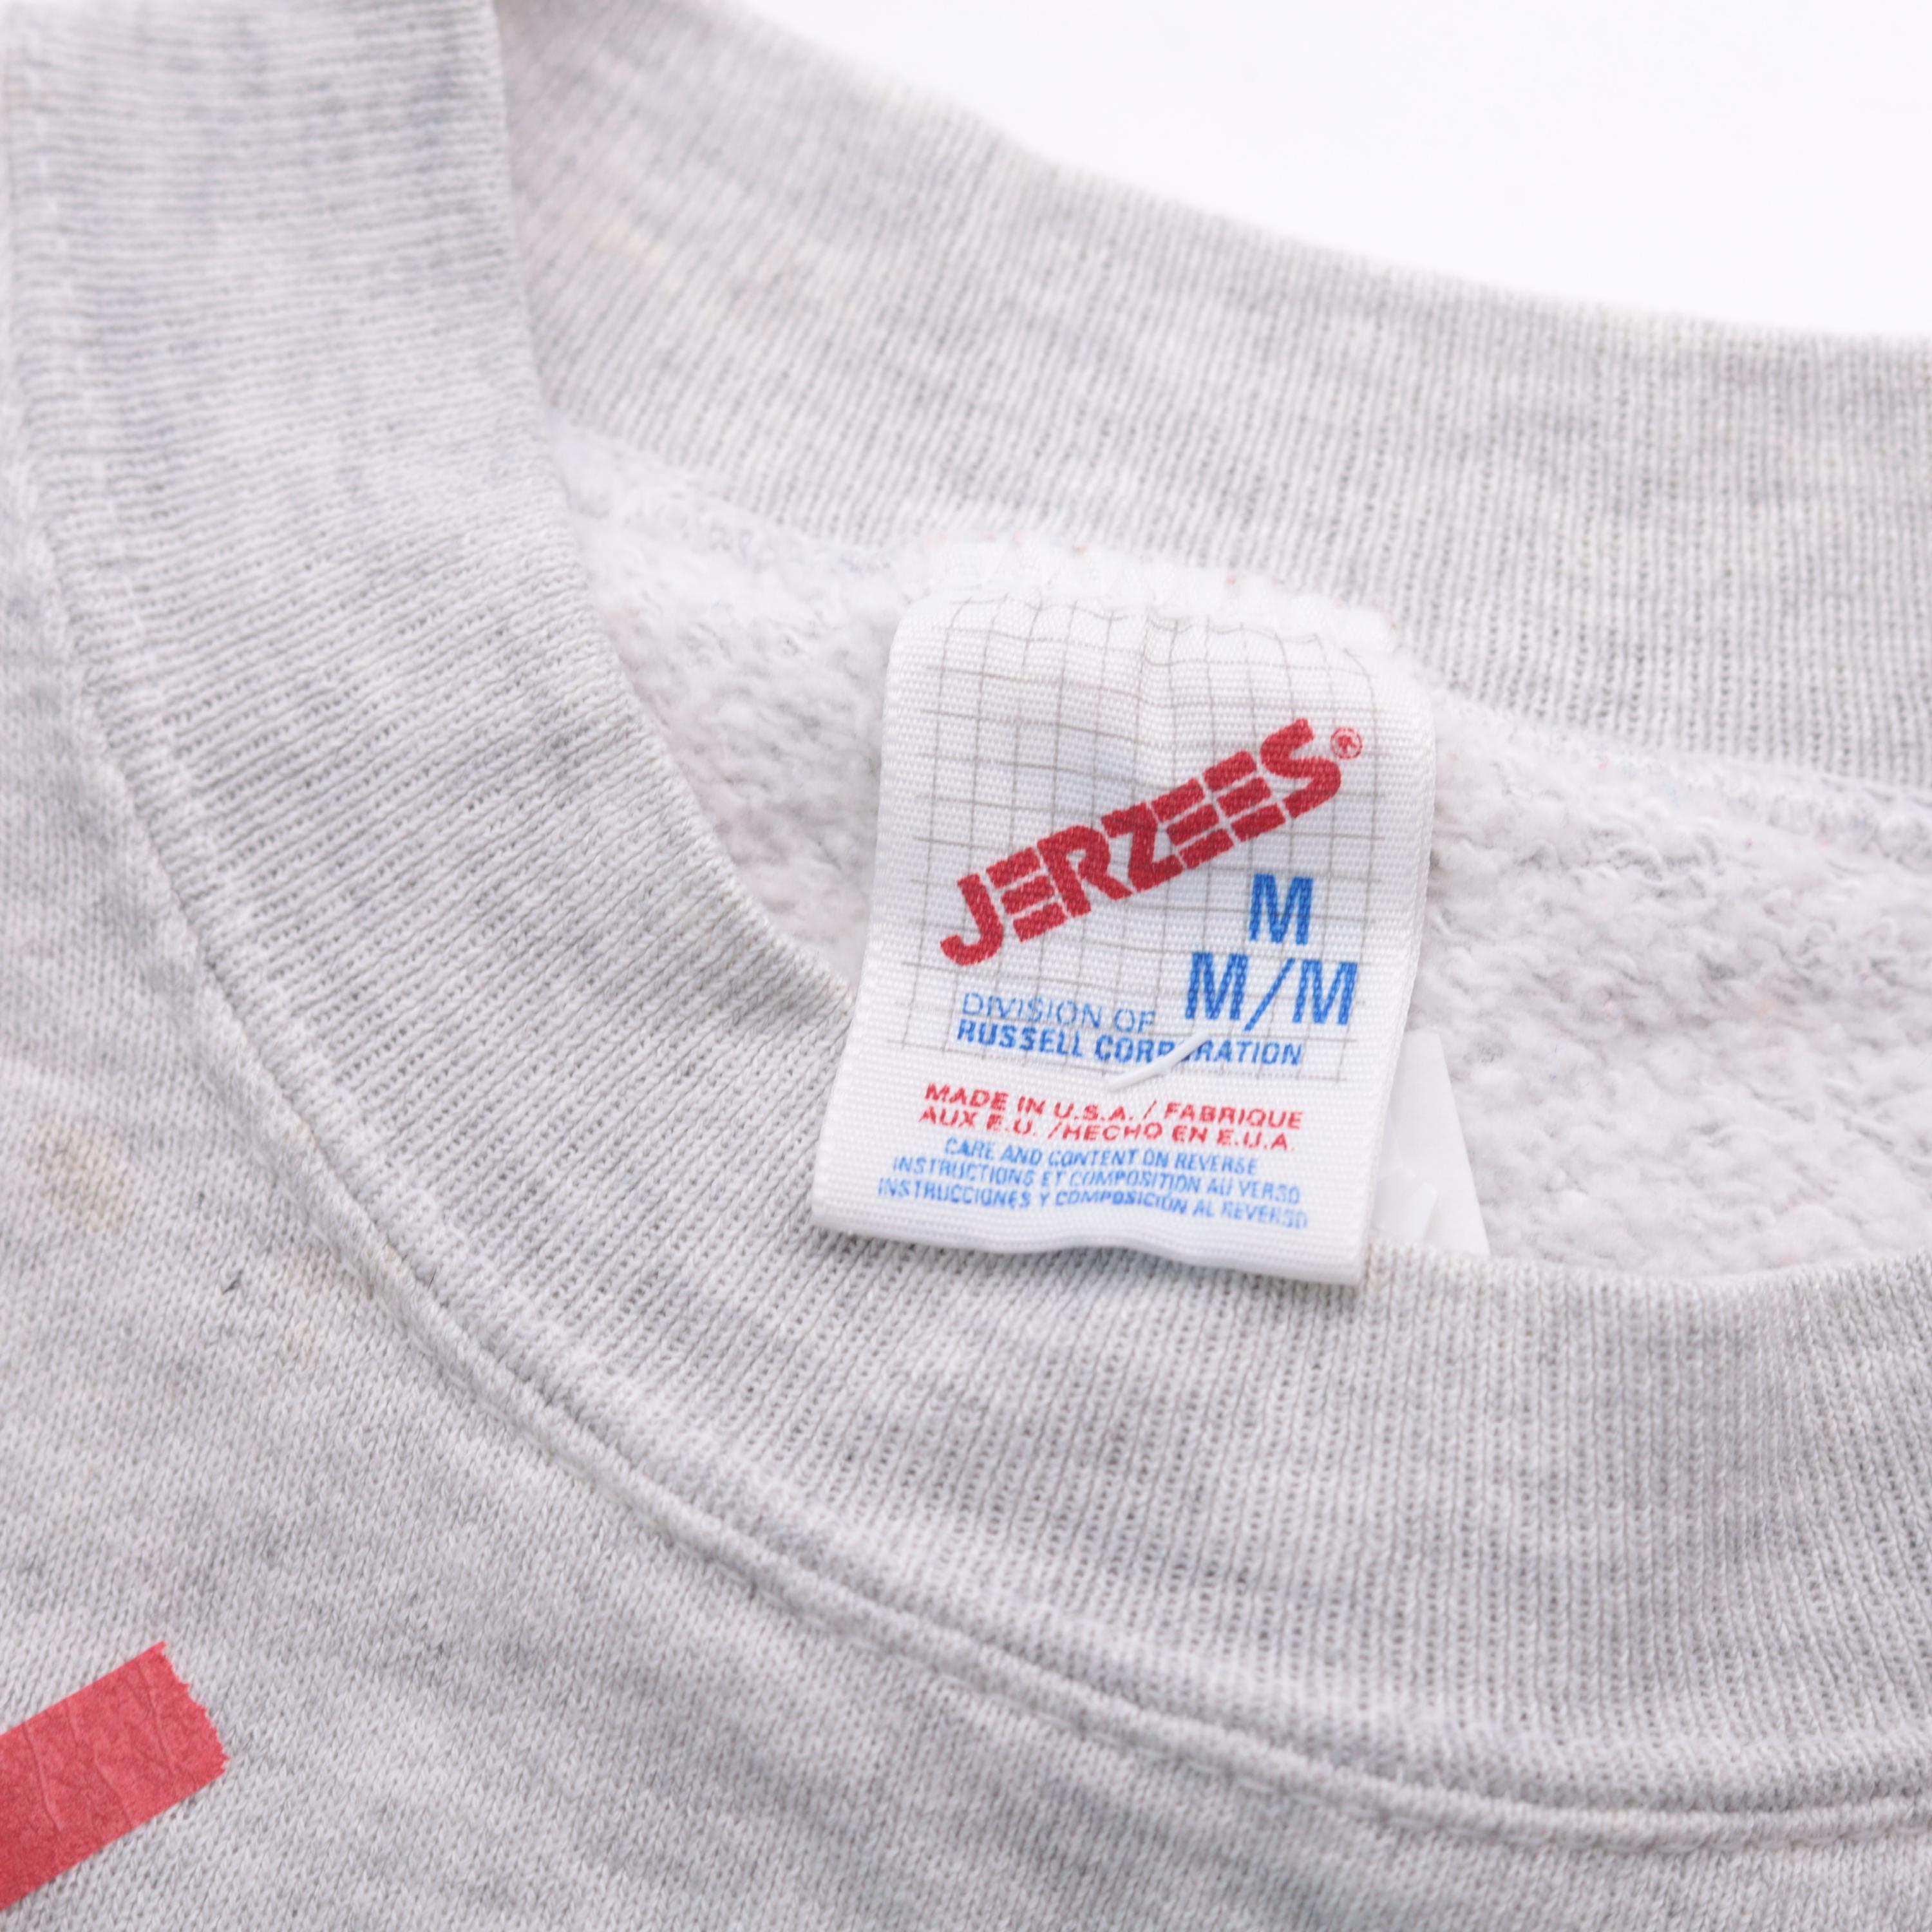 JERZEES®
M
M/M
DIVISION OF
RUSSELL CORPORATION
MADE IN U.S.A. / FABRIQUE
AUX E.U. /HECHO EN E.U.A.
CARE AND CONTENT ON REVERSE
INSTRUCTIONS ET COMPOSITION AU VERSO
INSTRUCCIONES Y COMPOSICIÓN AL REVERSO